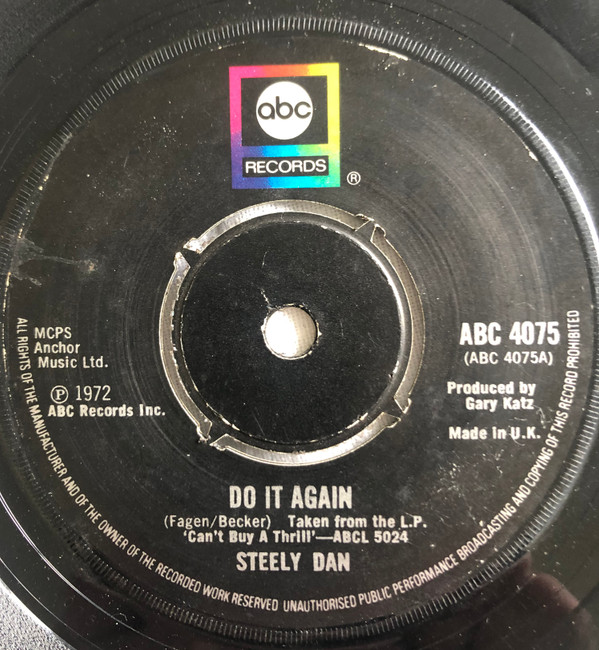 abc
RECORDS
®
MCPS
Anchor
Music Ltd.
Ⓟ 1972
ABC Records Inc.
ABC 4075
(ABC 4075A)
Produced by
Gary Katz
Made in U.K.
DO IT AGAIN
(Fagen/Becker) Taken from the L.P.
'Can't Buy A Thrill'—ABCL 5024
STEELY DAN
ALL RIGHTS OF THE MANUFACTURER AND OF THE OWNER OF THE RECORDED WORK RESERVED UNAUTHORISED PUBLIC PERFORMANCE BROADCASTING AND COPYING OF THIS RECORD PROHIBITED